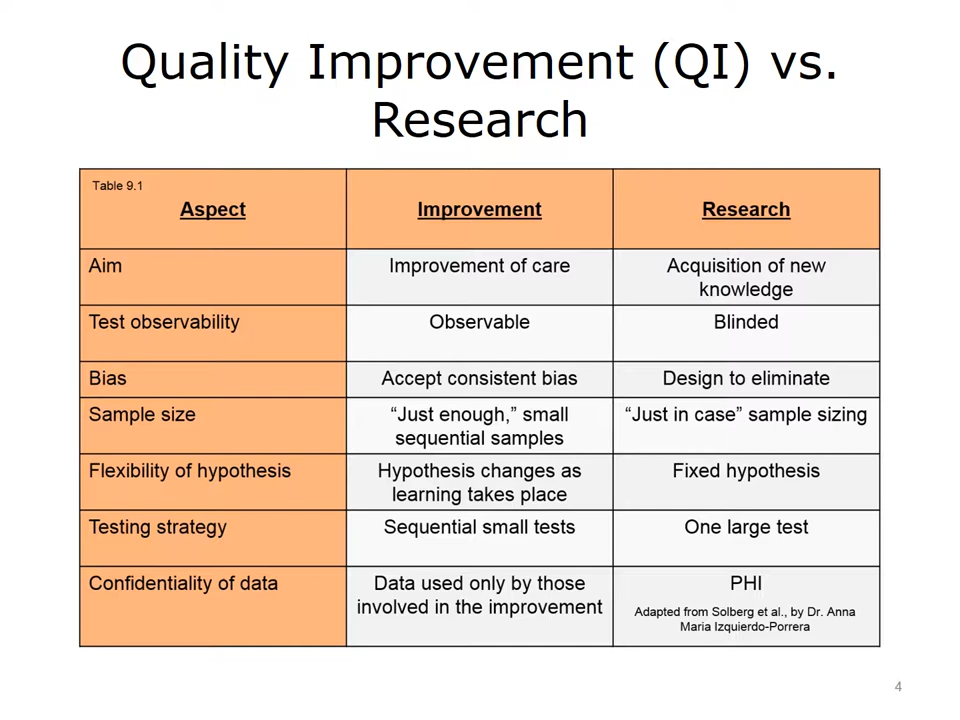 Quality Improvement (QI) vs.
Research
Table 9.1
Aspect
Improvement
Research
Aim
Improvement of care
Acquisition of new
knowledge
Test observability
Observable
Blinded
Bias
Accept consistent bias
Design to eliminate
Sample size
“Just enough,” small
sequential samples
“Just in case” sample sizing
Flexibility of hypothesis
Hypothesis changes as
learning takes place
Fixed hypothesis
Testing strategy
Sequential small tests
One large test
Confidentiality of data
Data used only by those
involved in the improvement
PHI
Adapted from Solberg et al., by Dr. Anna
Maria Izquierdo-Porrera
4